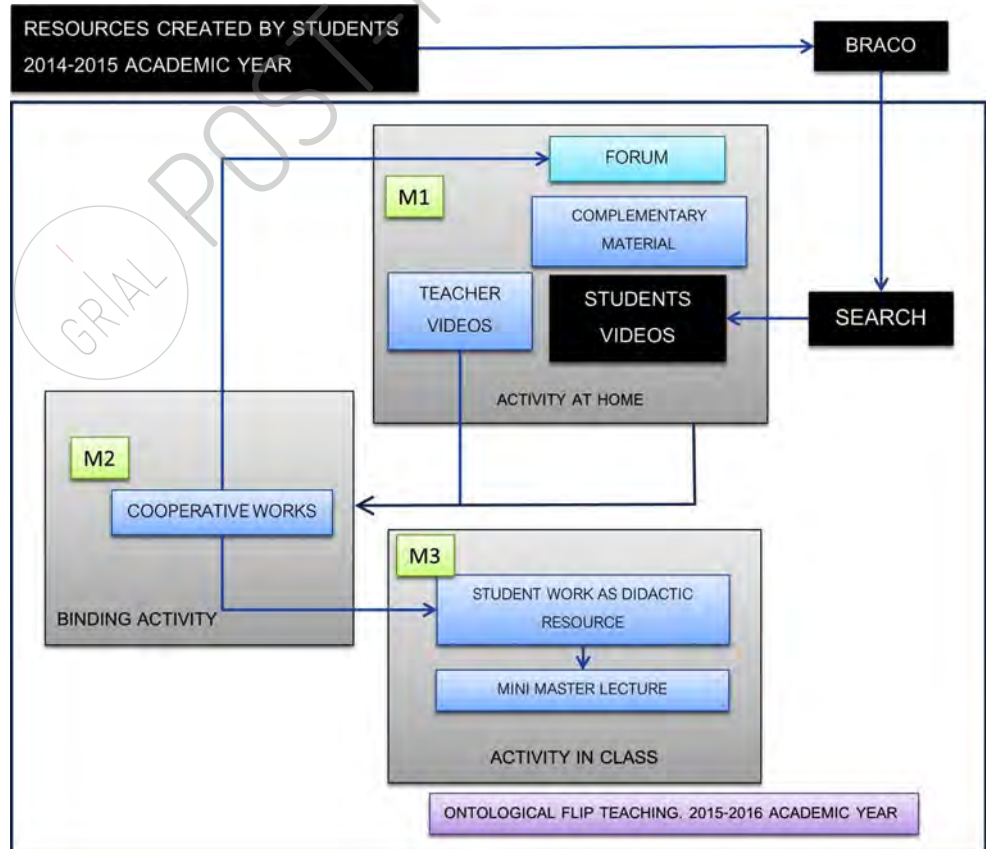 RESOURCES CREATED BY STUDENTS
2014-2015 ACADEMIC YEAR
BRACO
FORUM
M1
COMPLEMENTARY
MATERIAL
TEACHER
VIDEOS
STUDENTS
VIDEOS
SEARCH
ACTIVITY AT HOME
M2
COOPERATIVE WORKS
BINDING ACTIVITY
M3
STUDENT WORK AS DIDACTIC
RESOURCE
MINI MASTER LECTURE
ACTIVITY IN CLASS
ONTOLOGICAL FLIP TEACHING. 2015-2016 ACADEMIC YEAR
GRIAL
POST-